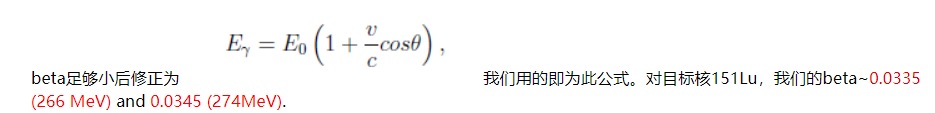 E_γ = E_0 (1 + v/c cosθ),
beta足够小后修正为 我们用的即为此公式。对目标核151Lu，我们的beta~0.0335
(266 MeV) and 0.0345 (274MeV).